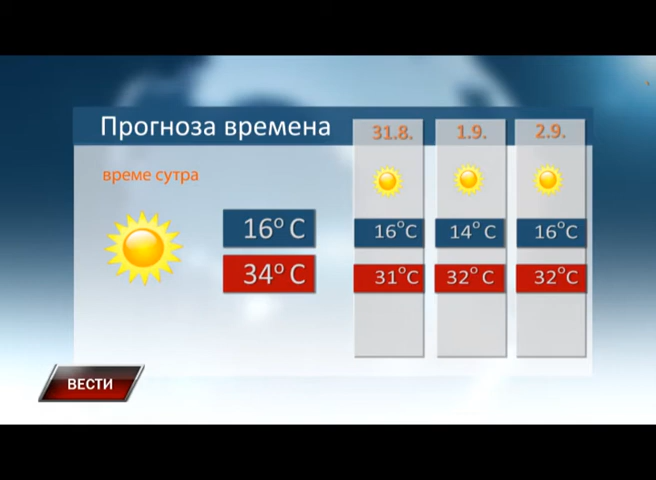 Прогноза времена
31.8. 1.9. 2.9.
време сутра
16°C 16°C 14°C 16°C
34°C 31°C 32°C 32°C
ВЕСТИ